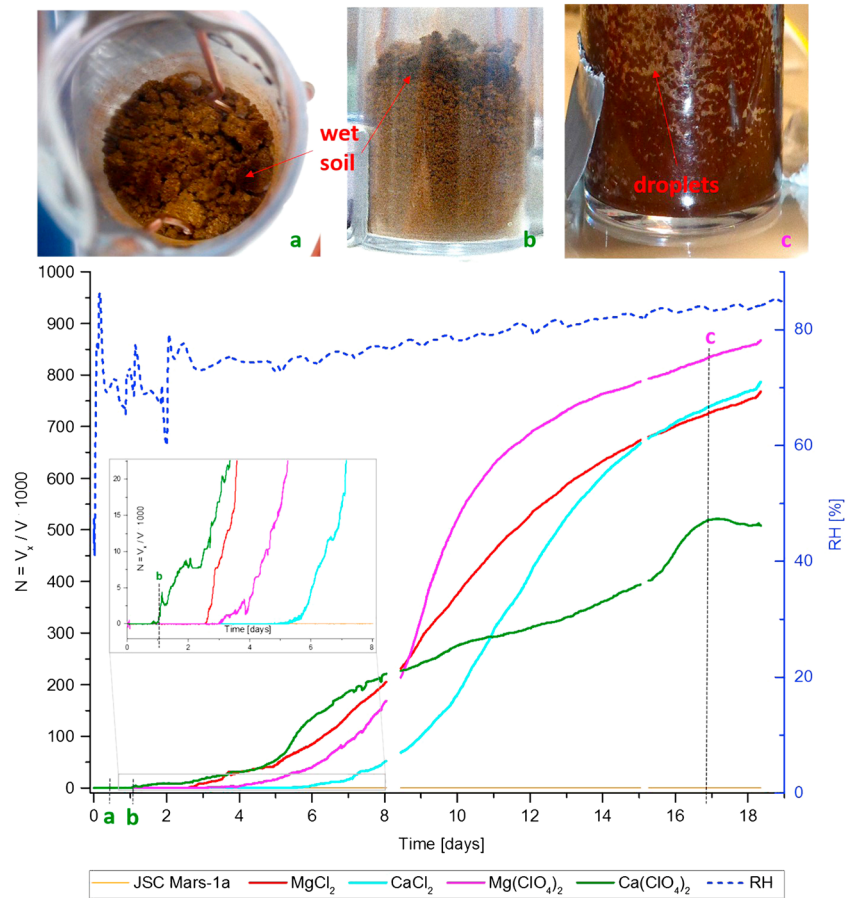 wet
soil
droplets
a
b
c
1000
900
800
700
600
500
400
300
200
100
0
N = Vₓ / V 1000
80
60
40
20
0
RH [%]
c
20
15
10
5
0
N = Vₓ / V 1000
b
Time [days]
0 2 4 6 8
0 2 4 6 8 10 12 14 16 18
a b
Time [days]
JSC Mars-1a MgCl₂ CaCl₂ Mg(ClO₄)₂ Ca(ClO₄)₂ RH